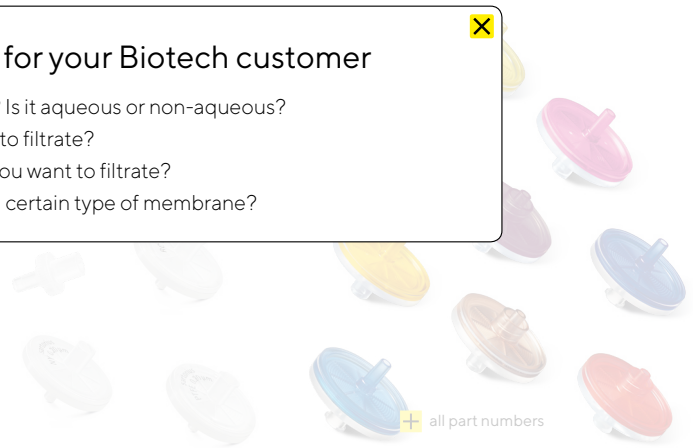 for your Biotech customer
Is it aqueous or non-aqueous?
to filtrate?
ou want to filtrate?
certain type of membrane?
all part numbers